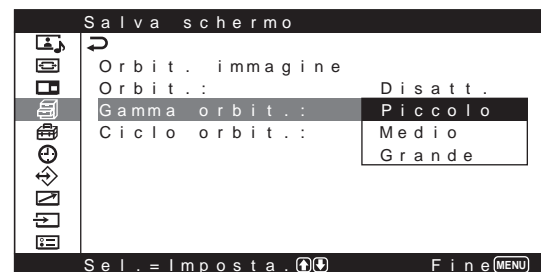 Salva schermo
Orbit. immagine
Orbit.: Disatt.
Gamma orbit.: Piccolo
Ciclo orbit.: Medio
Grande
Sel.=Imposta. Fine MENU